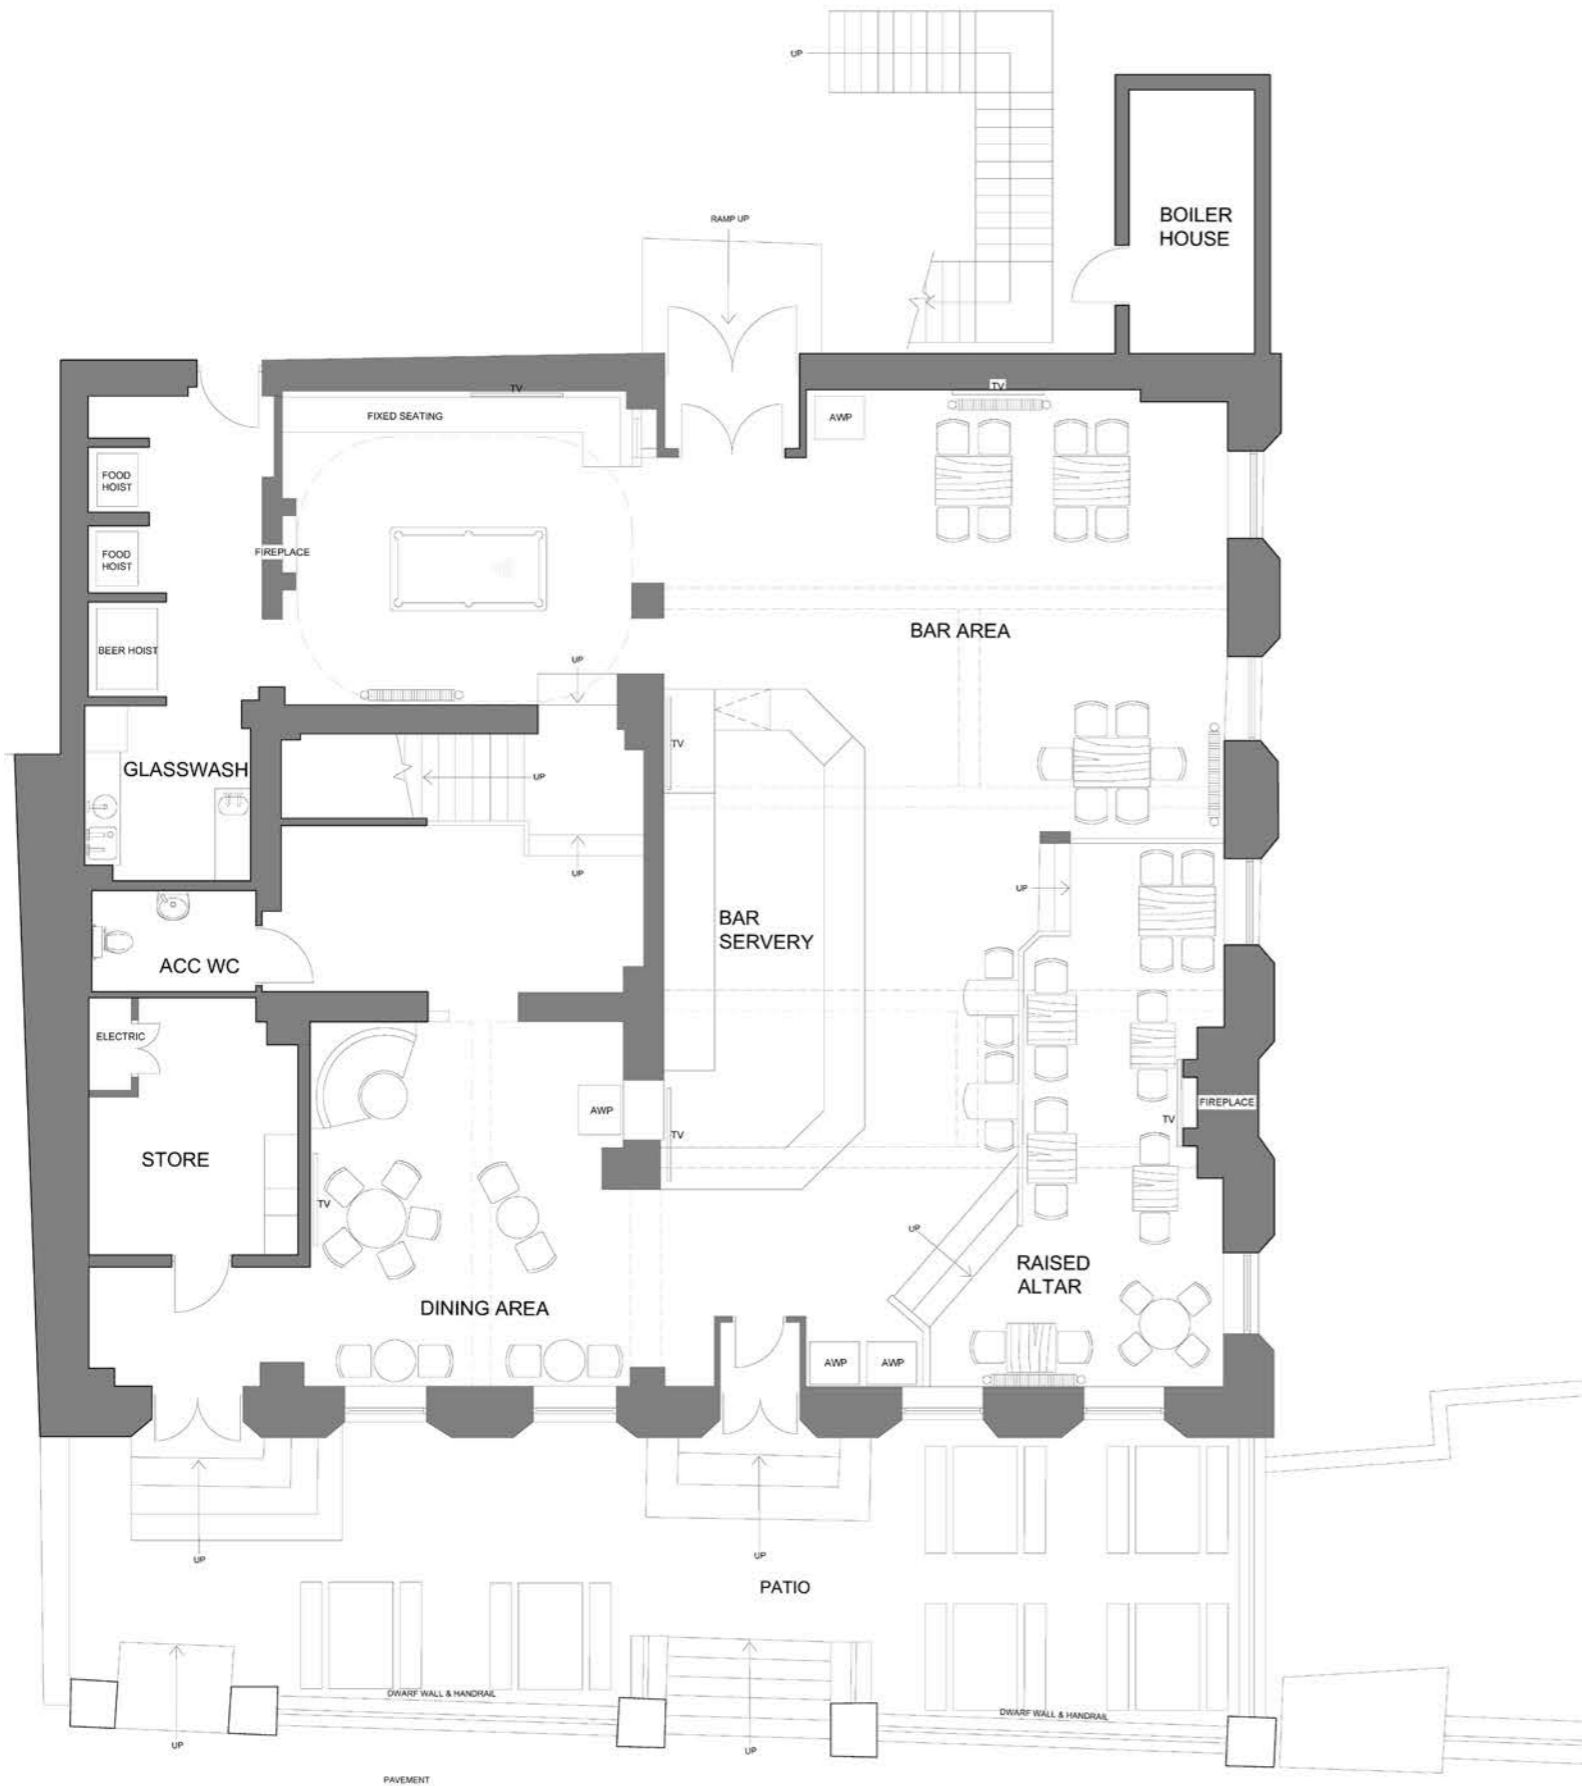 UP
BOILER
HOUSE
RAMP UP
TV
TV
FIXED SEATING
AWP
FOOD
HOIST
FOOD
HOIST
FIREPLACE
BAR AREA
BEER HOIST
UP
TV
GLASSWASH
UP
UP
UP
BAR
SERVERY
ACC WC
ELECTRIC
AWP
FIREPLACE
TV
TV
STORE
TV
UP
RAISED
ALTAR
DINING AREA
AWP
AWP
UP
UP
PATIO
DWARF WALL & HANDRAIL
DWARF WALL & HANDRAIL
UP
UP
PAVEMENT